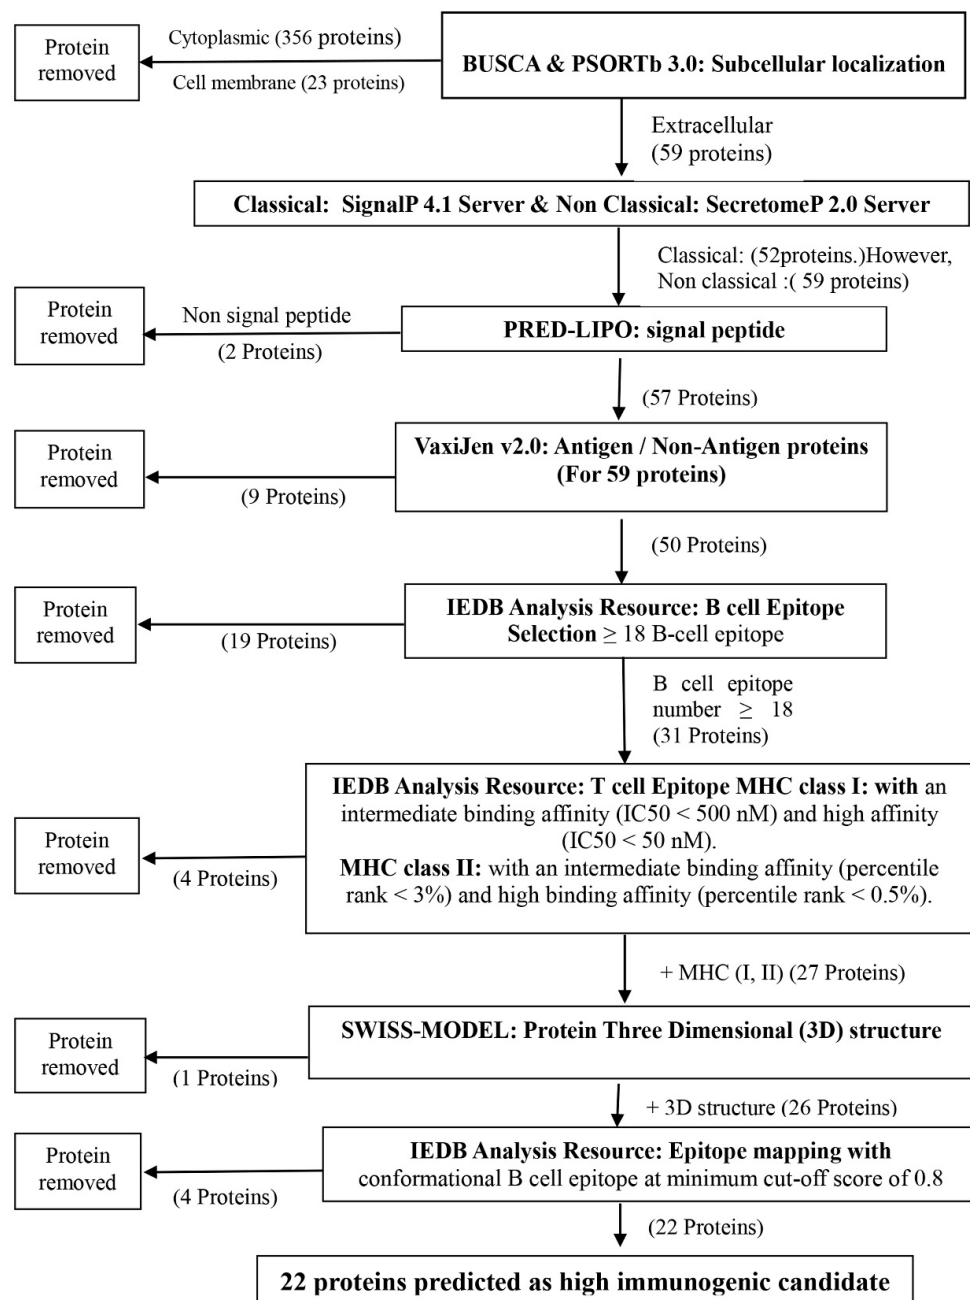 Protein
removed
Cytoplasmic (356 proteins)
Cell membrane (23 proteins)
BUSCA & PSORTb 3.0: Subcellular localization
Extracellular
(59 proteins)
Classical: SignalP 4.1 Server & Non Classical: SecretomeP 2.0 Server
Classical: (52proteins.)However,
Non classical :( 59 proteins)
Protein
removed
Non signal peptide
(2 Proteins)
PRED-LIPO: signal peptide
(57 Proteins)
Protein
removed
(9 Proteins)
VaxiJen v2.0: Antigen / Non-Antigen proteins
(For 59 proteins)
(50 Proteins)
Protein
removed
(19 Proteins)
IEDB Analysis Resource: B cell Epitope
Selection ≥ 18 B-cell epitope
B cell epitope
number ≥ 18
(31 Proteins)
Protein
removed
(4 Proteins)
IEDB Analysis Resource: T cell Epitope MHC class I: with an
intermediate binding affinity (IC50 < 500 nM) and high affinity
(IC50 < 50 nM).
MHC class II: with an intermediate binding affinity (percentile
rank < 3%) and high binding affinity (percentile rank < 0.5%).
+ MHC (I, II) (27 Proteins)
Protein
removed
(1 Proteins)
SWISS-MODEL: Protein Three Dimensional (3D) structure
+ 3D structure (26 Proteins)
Protein
removed
(4 Proteins)
IEDB Analysis Resource: Epitope mapping with
conformational B cell epitope at minimum cut-off score of 0.8
(22 Proteins)
22 proteins predicted as high immunogenic candidate